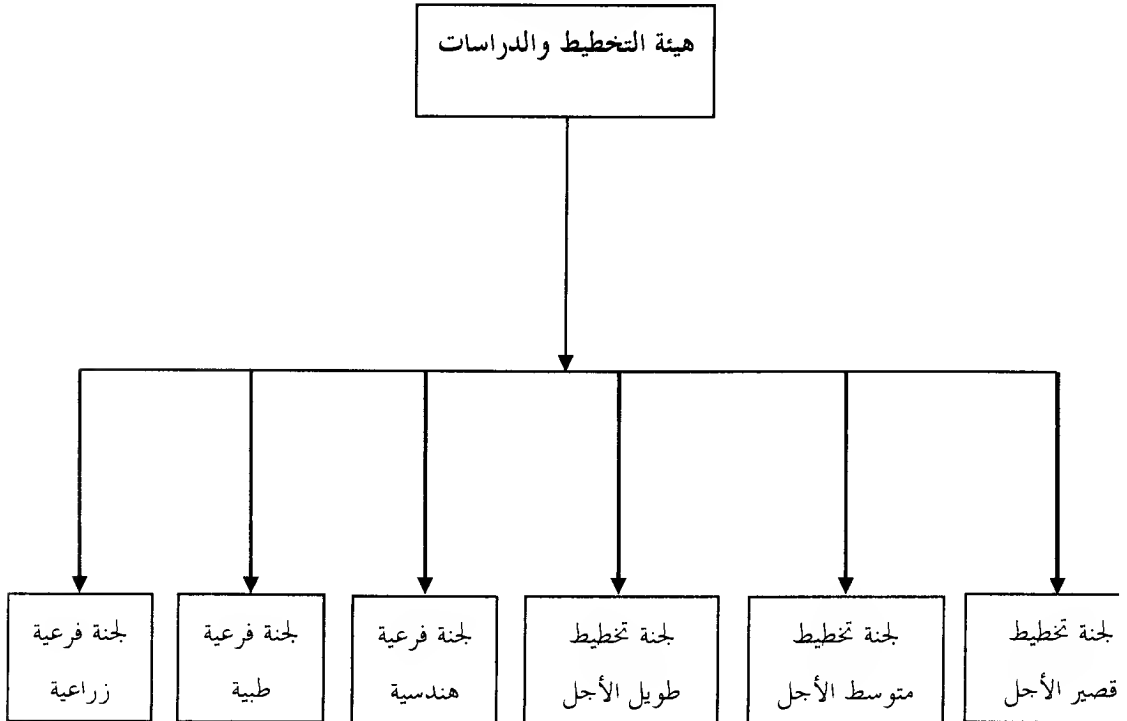 هيئة التخطيط والدراسات
لجنة تخطيط
قصير الأجل
لجنة تخطيط
متوسط الأجل
لجنة تخطيط
طويل الأجل
لجنة فرعية
هندسية
لجنة فرعية
طبية
لجنة فرعية
زراعية